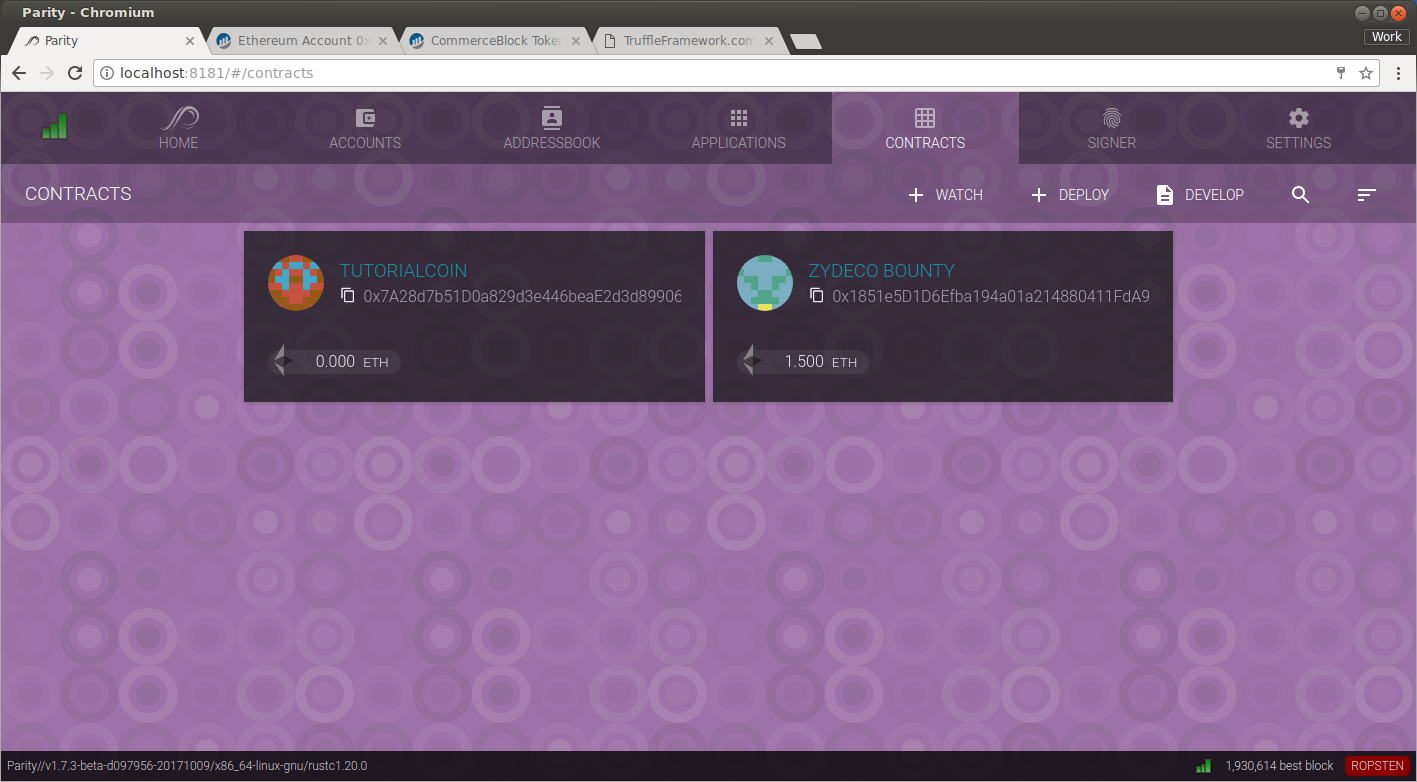 Parity - Chromium
Parity
Ethereum Account 0x
CommerceBlock Toke
TruffleFramework.com
Work
localhost:8181/#/contracts
HOME
ACCOUNTS
ADDRESSBOOK
APPLICATIONS
CONTRACTS
SIGNER
SETTINGS
CONTRACTS
WATCH
DEPLOY
DEVELOP
TUTORIALCOIN
0x7A28d7b51D0a829d3e446beaE2d3d89906
0.000 ETH
ZYDECO BOUNTY
0x1851e5D1D6Efba194a01a214880411FdA9
1.500 ETH
Parity//v1.7.3-beta-d097956-20171009/x86_64-linux-gnu/rustc1.20.0
1,930,614 best block
ROPSTEN